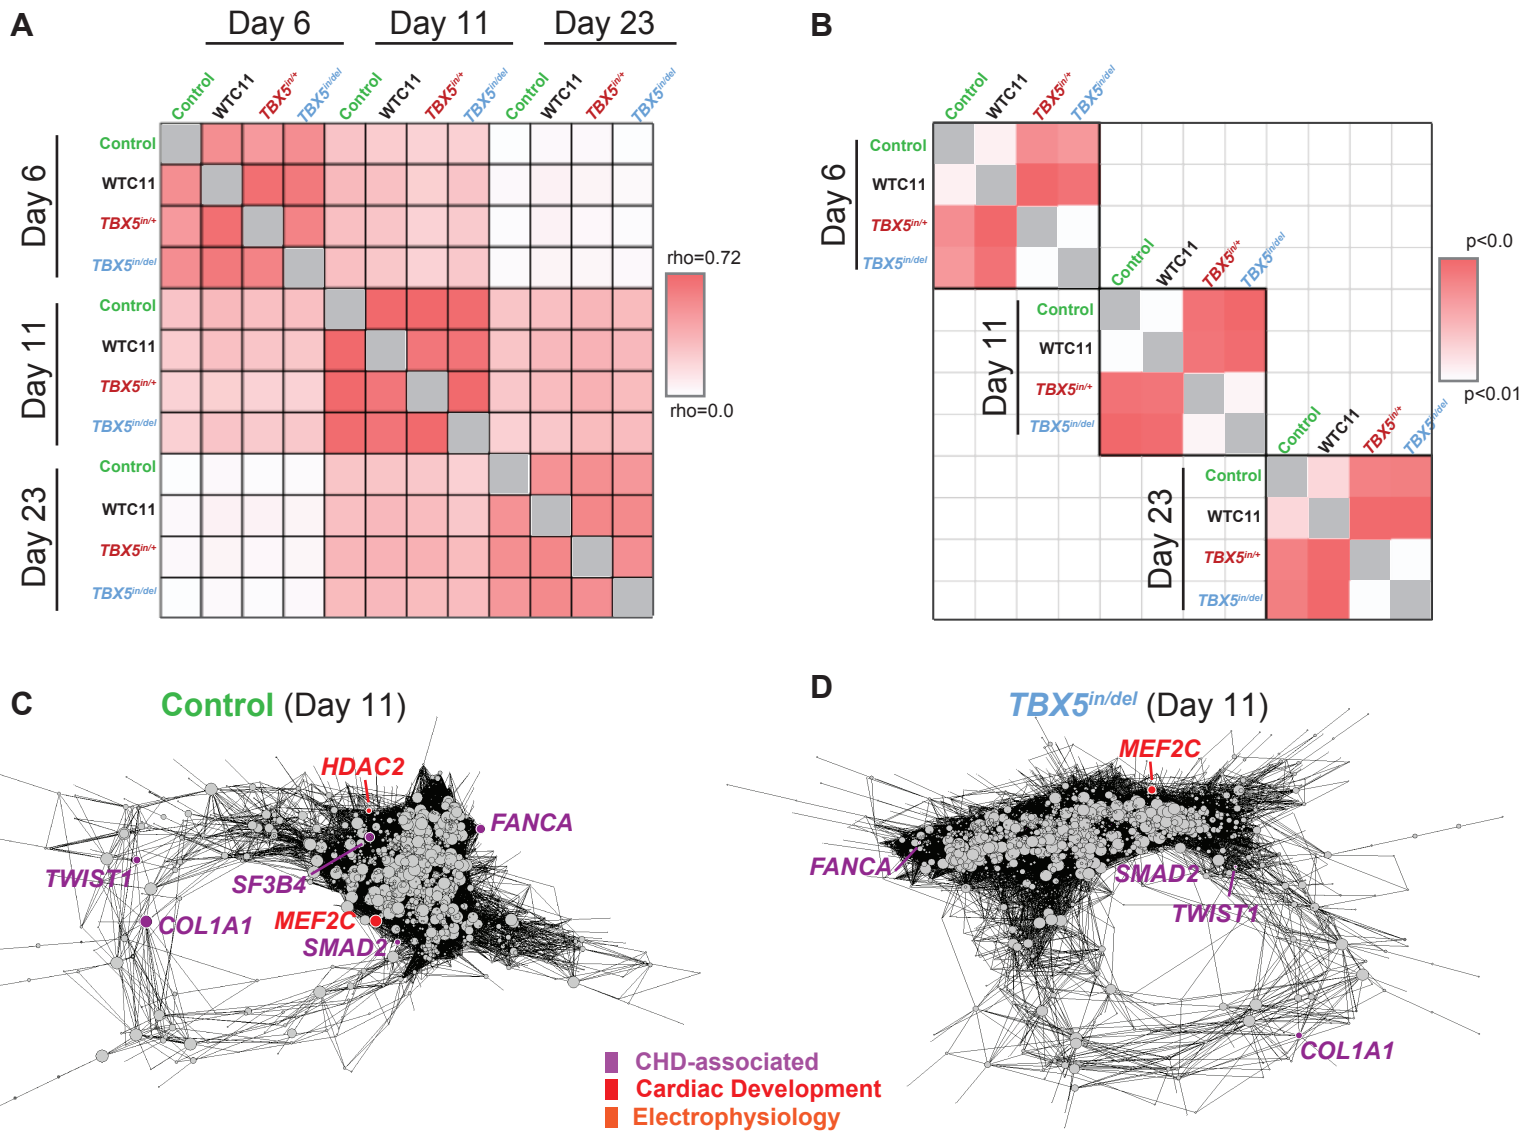 A
Day 6 Day 11 Day 23
Control WTC11 TBX5in/+ TBX5in/del Control WTC11 TBX5in/+ TBX5in/del Control WTC11 TBX5in/+ TBX5in/del
Day 6
Control
WTC11
TBX5in/+
TBX5in/del
Day 11
Control
WTC11
TBX5in/+
TBX5in/del
Day 23
Control
WTC11
TBX5in/+
TBX5in/del
rho=0.72
rho=0.0
B
Control WTC11 TBX5in/+ TBX5in/del
Day 6
Control
WTC11
TBX5in/+
TBX5in/del
Control WTC11 TBX5in/+ TBX5in/del
Day 11
Control
WTC11
TBX5in/+
TBX5in/del
Control WTC11 TBX5in/+ TBX5in/del
Day 23
Control
WTC11
TBX5in/+
TBX5in/del
p<0.0
p<0.01
C
Control (Day 11)
HDAC2
FANCA
TWIST1
SF3B4
COL1A1
MEF2C
SMAD2
D
TBX5in/del (Day 11)
MEF2C
FANCA
SMAD2
TWIST1
COL1A1
CHD-associated
Cardiac Development
Electrophysiology